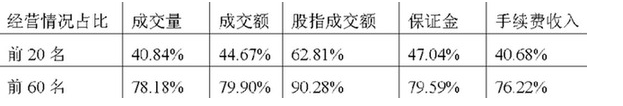 经营情况占比 成交量 成交额 股指成交额 保证金 手续费收入
前 20 名 40.84% 44.67% 62.81% 47.04% 40.68%
前 60 名 78.18% 79.90% 90.28% 79.59% 76.22%